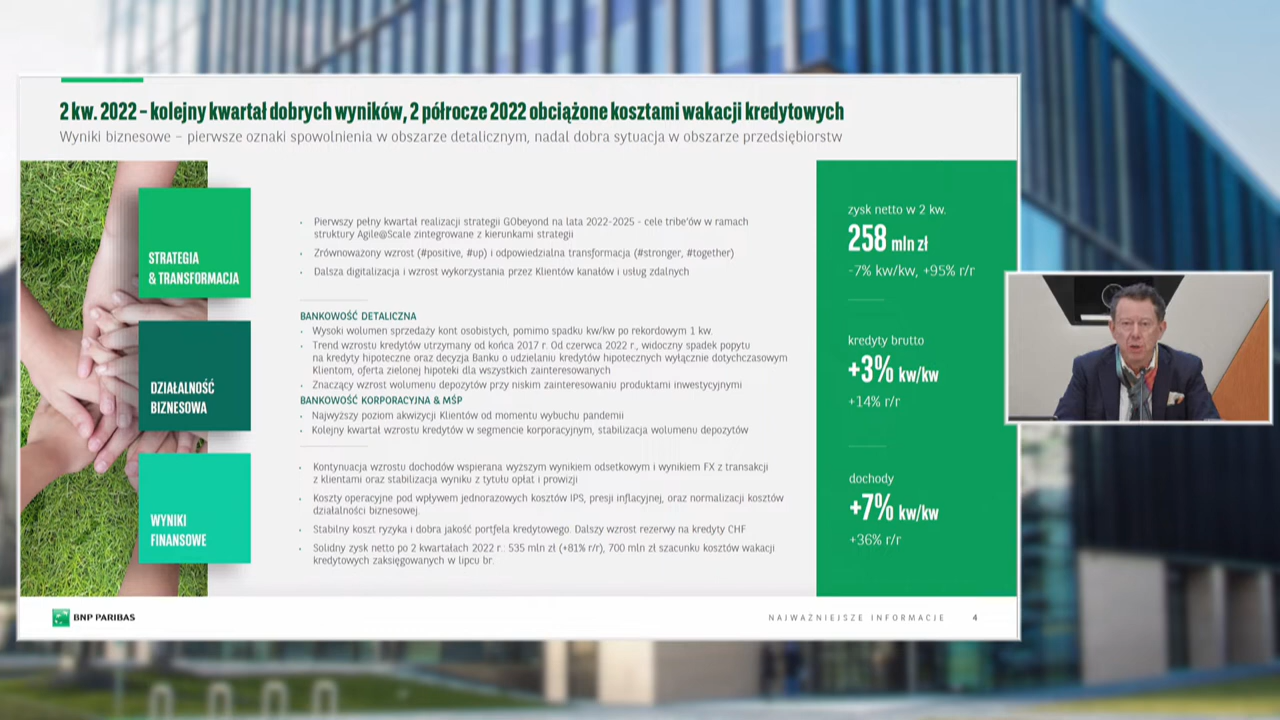 2 kw. 2022 – kolejny kwartał dobrych wyników, 2 półrocze 2022 obciążone kosztami wakacji kredytowych
Wyniki biznesowe – pierwsze oznaki spowolnienia w obszarze detalicznym, nadal dobra sytuacja w obszarze przedsiębiorstw
STRATEGIA
& TRANSFORMACJA
• Pierwszy pełny kwartał realizacji strategii GObeyond na lata 2022-2025 - cele tribe'ów w ramach
struktury Agile@Scale zintegrowane z kierunkami strategii
• Zrównoważony wzrost (#positive, #up) i odpowiedzialna transformacja (#stronger, #together)
• Dalsza digitalizacja i wzrost wykorzystania przez Klientów kanałów i usług zdalnych
DZIAŁALNOŚĆ
BIZNESOWA
BANKOWOŚĆ DETALICZNA
• Wysoki wolumen sprzedaży kont osobistych, pomimo spadku kw/kw po rekordowym 1 kw.
• Trend wzrostu kredytów utrzymany od końca 2017 r. Od czerwca 2022 r., widoczny spadek popytu
na kredyty hipoteczne oraz decyzja Banku o udzielaniu kredytów hipotecznych wyłącznie dotychczasowym
Klientom, oferta zielonej hipoteki dla wszystkich zainteresowanych
• Znaczący wzrost wolumenu depozytów przy niskim zainteresowaniu produktami inwestycyjnymi
BANKOWOŚĆ KORPORACYJNA & MŚP
• Najwyższy poziom akwizycji Klientów od momentu wybuchu pandemii
• Kolejny kwartał wzrostu kredytów w segmencie korporacyjnym, stabilizacja wolumenu depozytów
WYNIKI
FINANSOWE
• Kontynuacja wzrostu dochodów wspierana wyższym wynikiem odsetkowym i wynikiem FX z transakcji
z klientami oraz stabilizacja wyniku z tytułu opłat i prowizji
• Koszty operacyjne pod wpływem jednorazowych kosztów IPS, presji inflacyjnej, oraz normalizacji kosztów
działalności biznesowej.
• Stabilny koszt ryzyka i dobra jakość portfela kredytowego. Dalszy wzrost rezerwy na kredyty CHF
• Solidny zysk netto po 2 kwartałach 2022 r.: 535 mln zł (+81% r/r), 700 mln zł szacunku kosztów wakacji
kredytowych zaksięgowanych w lipcu br.
zysk netto w 2 kw.
258 mln zł
-7% kw/kw, +95% r/r
kredyty brutto
+3% kw/kw
+14% r/r
dochody
+7% kw/kw
+36% r/r
BNP PARIBAS
NAJWAŻNIEJSZE INFORMACJE 4